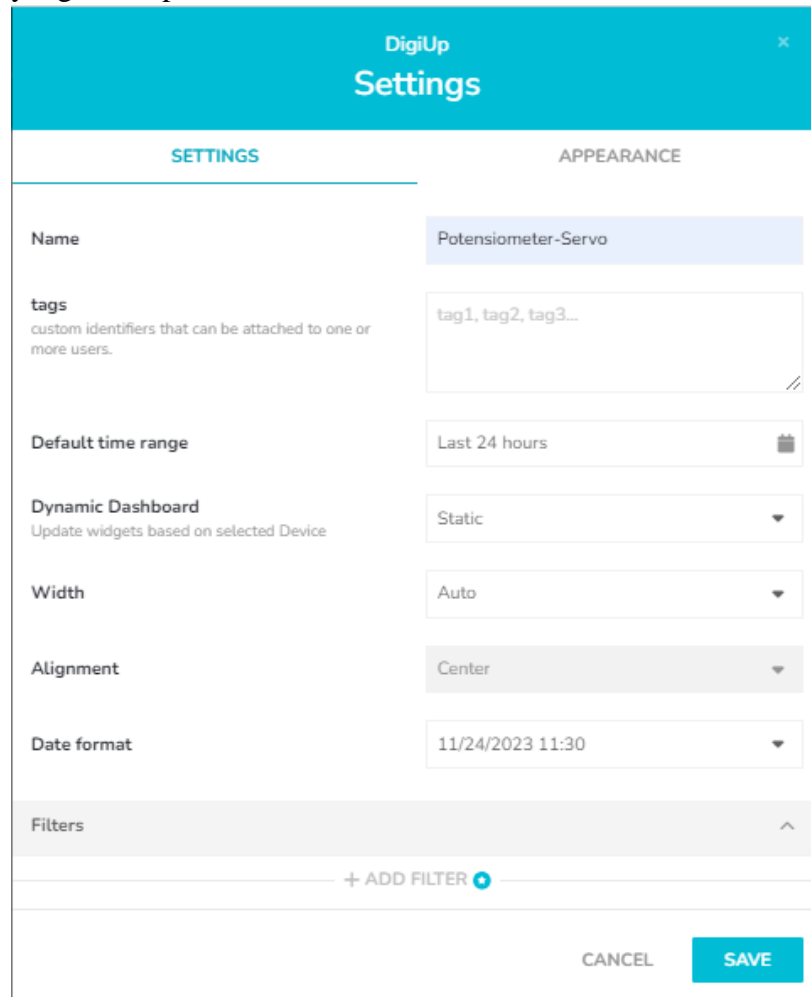 DigiUp
Settings
SETTINGS
APPEARANCE
Name
Potensiometer-Servo
tags
custom identifiers that can be attached to one or
more users.
tag1, tag2, tag3...
Default time range
Last 24 hours
Dynamic Dashboard
Update widgets based on selected Device
Static
Width
Auto
Alignment
Center
Date format
11/24/2023 11:30
Filters
+ ADD FILTER
CANCEL
SAVE